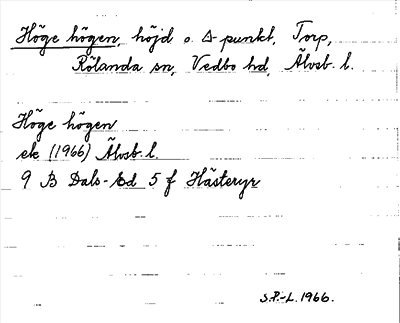 Höge högen, höjd o. △ punkt, Torp,
Rölanda sn, Vedbo hd, Älvsb. l.
Höge högen
ek (1966) Älvsb. l.
9 B Dals-Ed 5 f Hästeryr
S.P.-L. 1966.